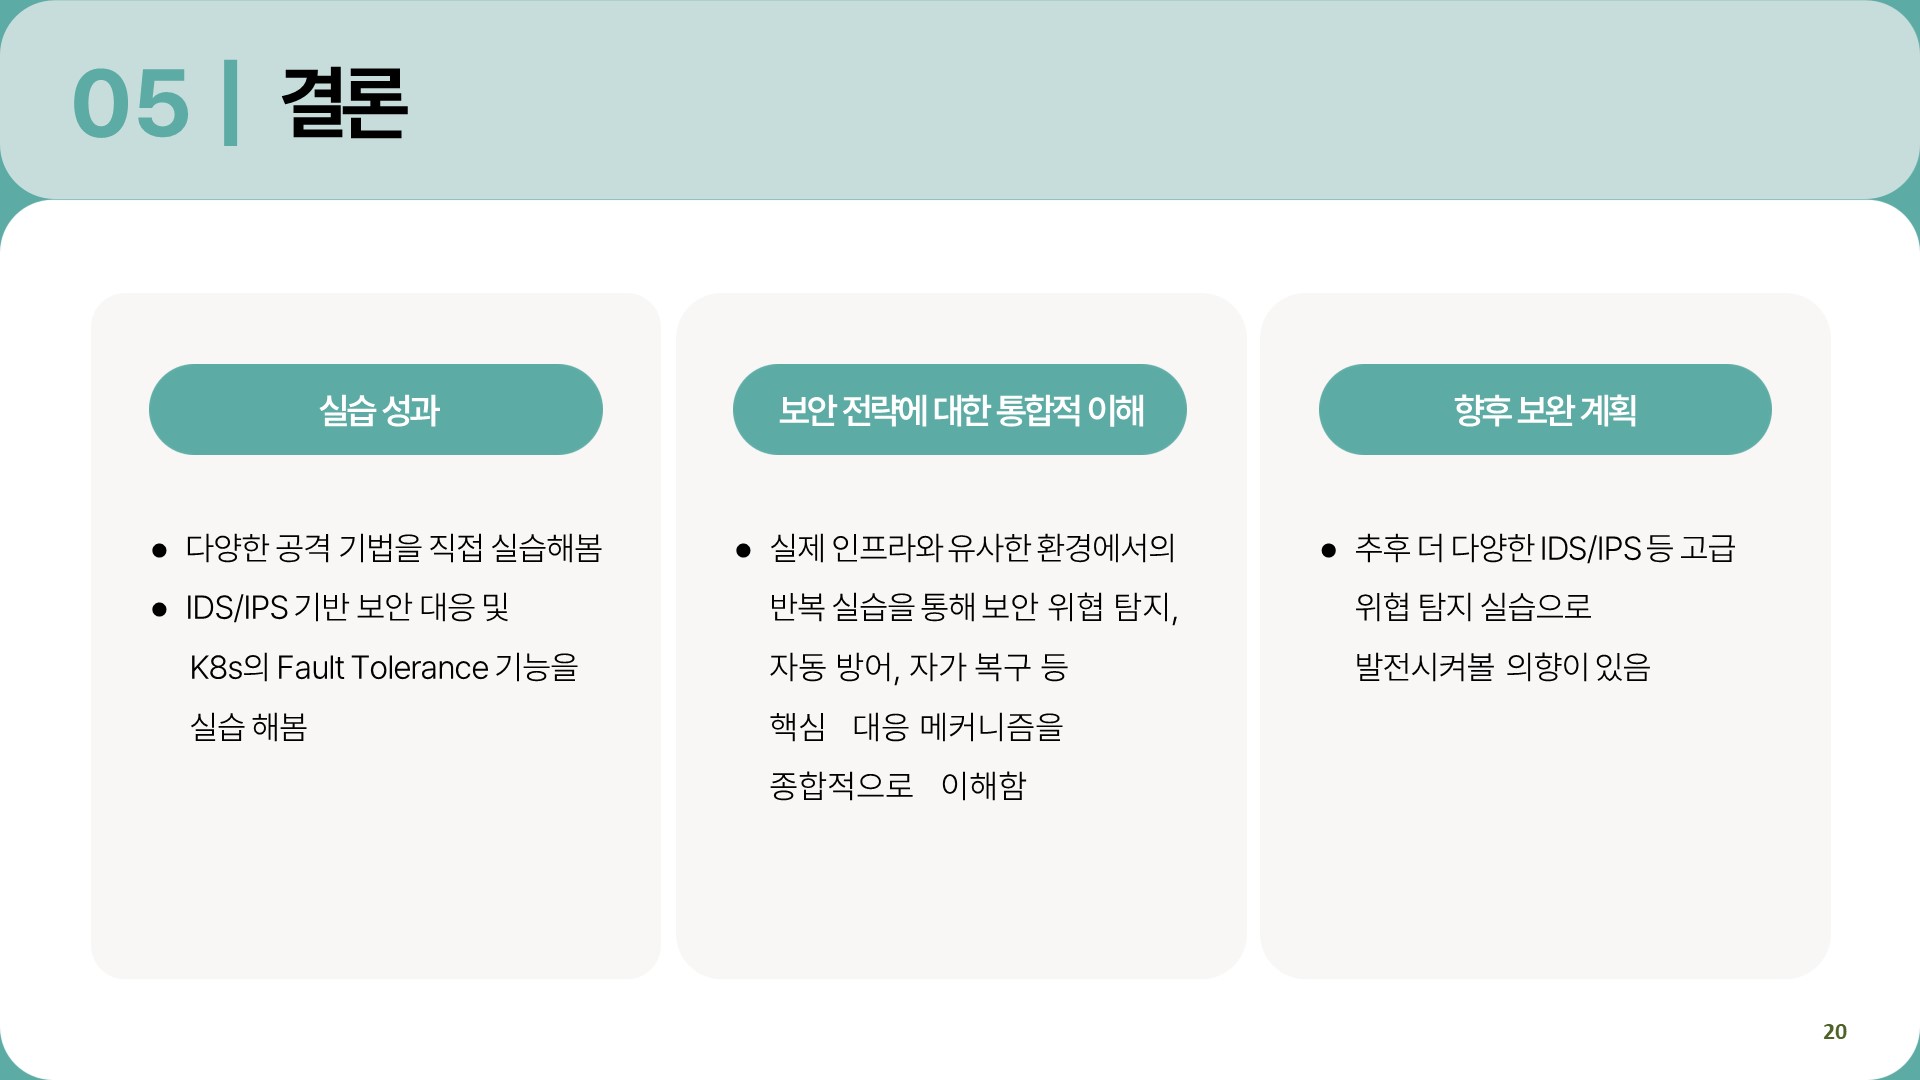 05 | 결론
실습 성과
● 다양한 공격 기법을 직접 실습해봄
● IDS/IPS 기반 보안 대응 및
K8s의 Fault Tolerance 기능을
실습 해봄
보안 전략에 대한 통합적 이해
● 실제 인프라와 유사한 환경에서의
반복 실습을 통해 보안 위협 탐지,
자동 방어, 자가 복구 등
핵심 대응 메커니즘을
종합적으로 이해함
향후 보완 계획
● 추후 더 다양한 IDS/IPS 등 고급
위협 탐지 실습으로
발전시켜볼 의향이 있음
20